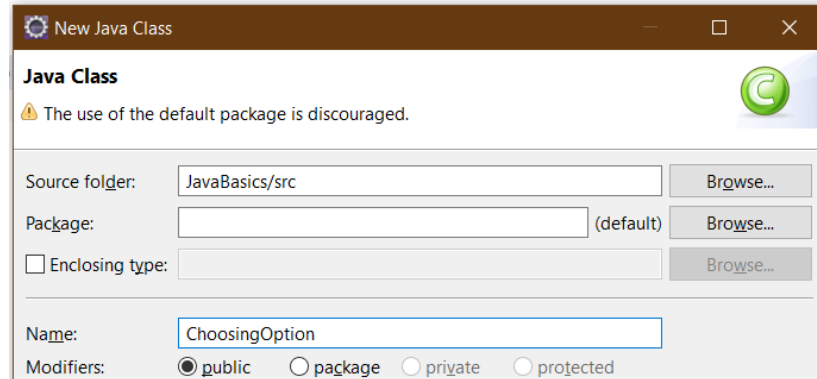 New Java Class
Java Class
The use of the default package is discouraged.
C
Source folder: JavaBasics/src Browse...
Package: (default) Browse...
Enclosing type: Browse...
Name: ChoosingOption
Modifiers: public package private protected